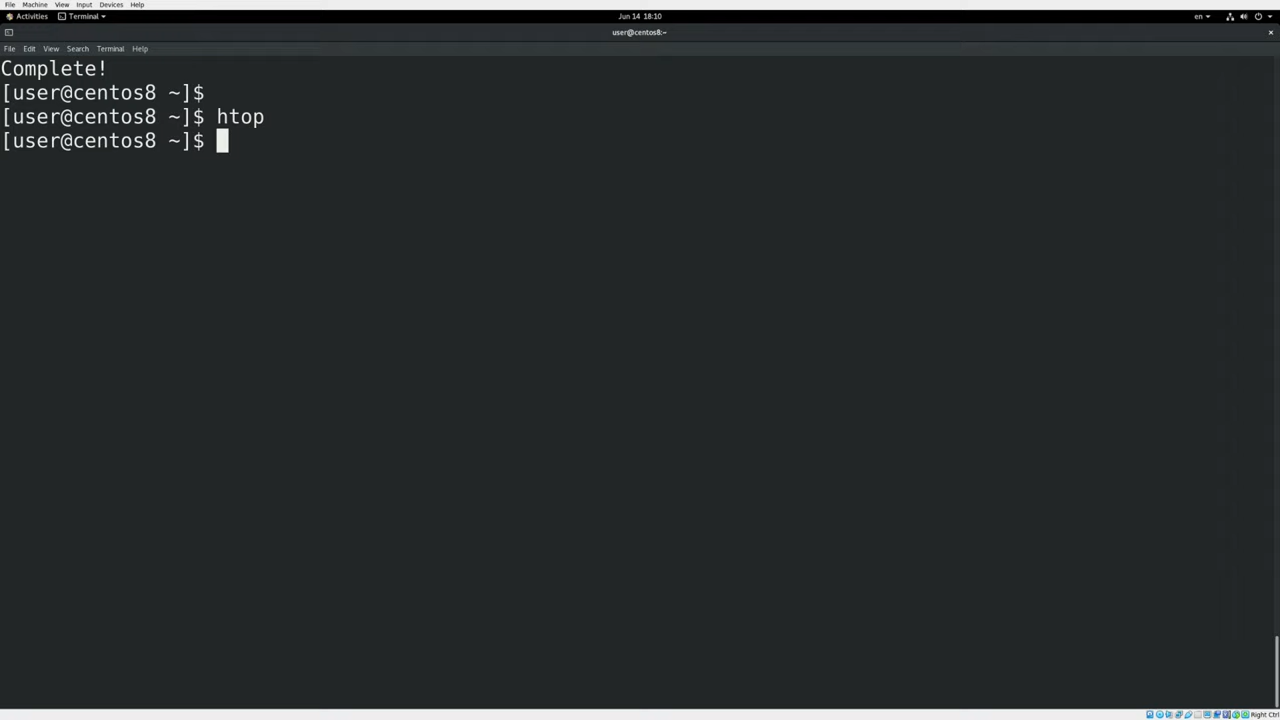 File Machine View Input Devices Help
Activities Terminal Jun 14 18:10 en
user@centos8:~
File Edit View Search Terminal Help
Complete!
[user@centos8 ~]$
[user@centos8 ~]$ htop
[user@centos8 ~]$
Right Ctrl